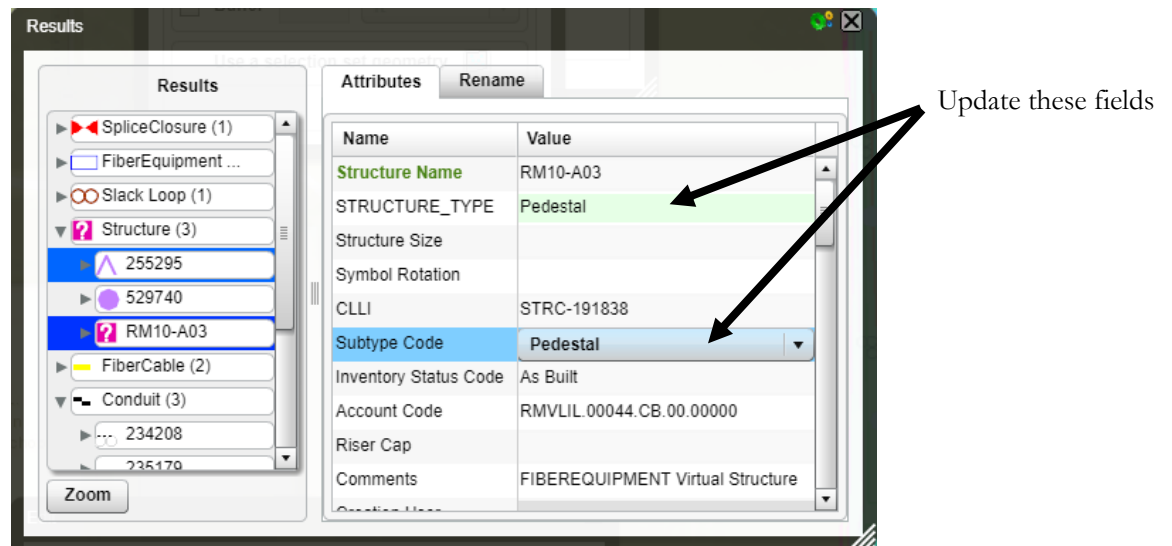 Results
Use a selection set geometry
Results
SpliceClosure (1)
FiberEquipment ...
Slack Loop (1)
Structure (3)
255295
529740
RM10-A03
FiberCable (2)
Conduit (3)
234208
235179
Zoom
Attributes Rename
Name Value
Structure Name RM10-A03
STRUCTURE_TYPE Pedestal
Structure Size
Symbol Rotation
CLLI STRC-191838
Subtype Code Pedestal
Inventory Status Code As Built
Account Code RMVLIL.00044.CB.00.00000
Riser Cap
Comments FIBEREQUIPMENT Virtual Structure
Creation User
Update these fields